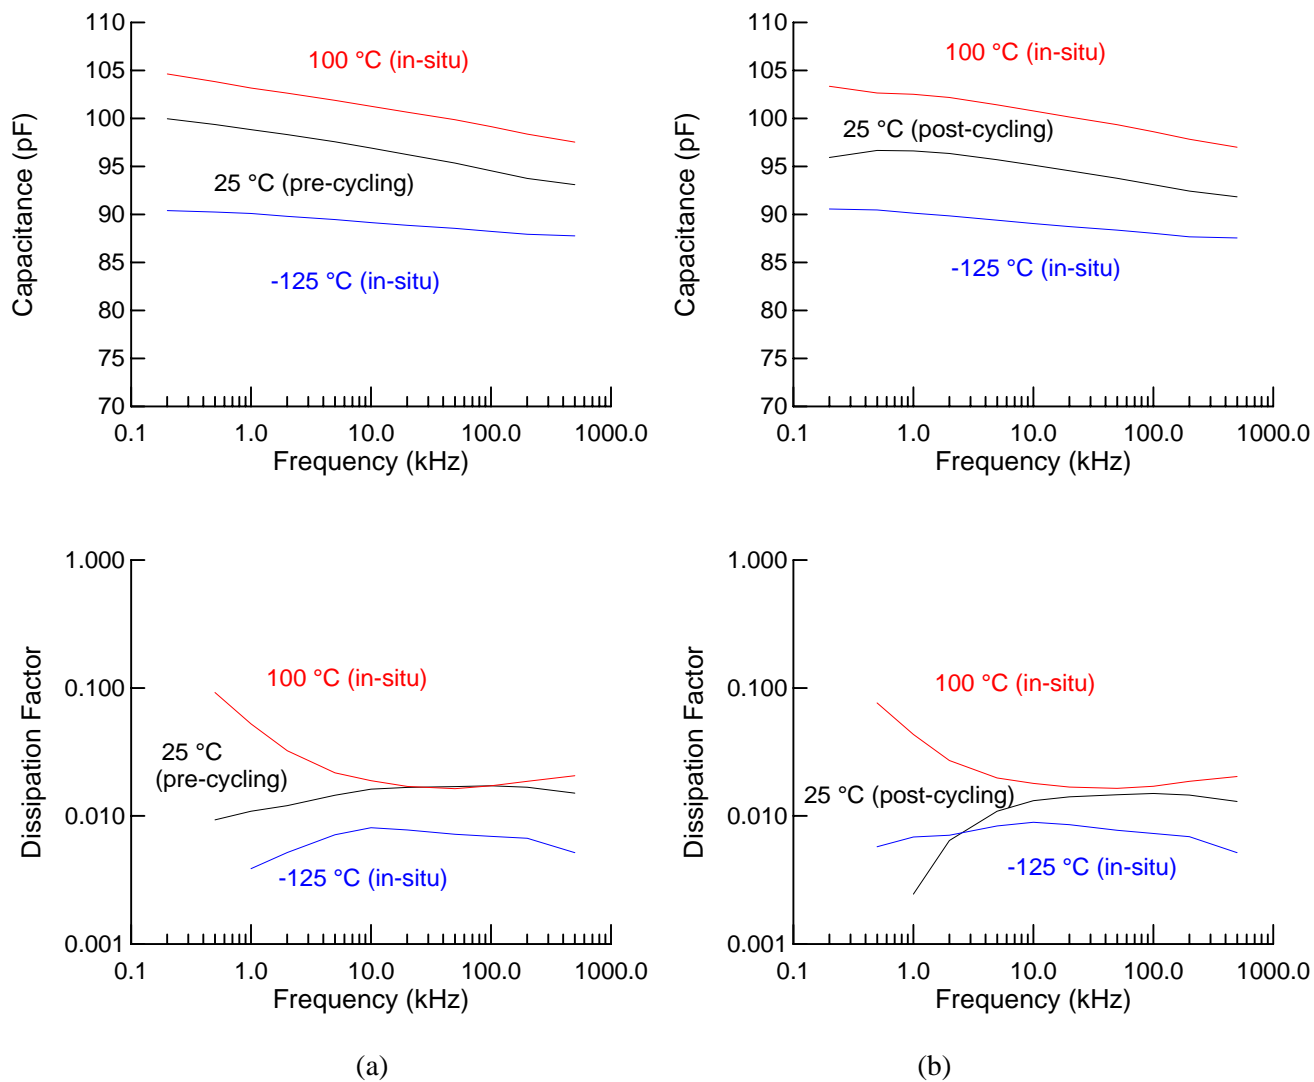 110
105
100
95
90
85
80
75
70
Capacitance (pF)
100 °C (in-situ)
25 °C (pre-cycling)
-125 °C (in-situ)
0.1 1.0 10.0 100.0 1000.0
Frequency (kHz)
110
105
100
95
90
85
80
75
70
Capacitance (pF)
100 °C (in-situ)
25 °C (post-cycling)
-125 °C (in-situ)
0.1 1.0 10.0 100.0 1000.0
Frequency (kHz)
1.000
0.100
0.010
0.001
Dissipation Factor
100 °C (in-situ)
25 °C
(pre-cycling)
-125 °C (in-situ)
0.1 1.0 10.0 100.0 1000.0
Frequency (kHz)
1.000
0.100
0.010
0.001
Dissipation Factor
100 °C (in-situ)
25 °C (post-cycling)
-125 °C (in-situ)
0.1 1.0 10.0 100.0 1000.0
Frequency (kHz)
(a)
(b)